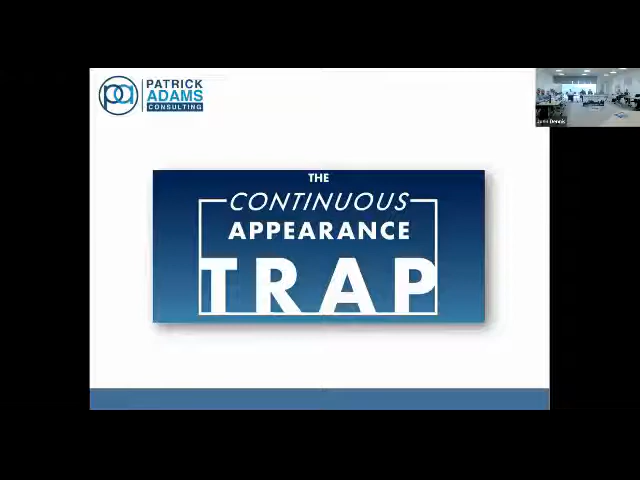 PATRICK
ADAMS
CONSULTING
THE
CONTINUOUS
APPEARANCE
TRAP